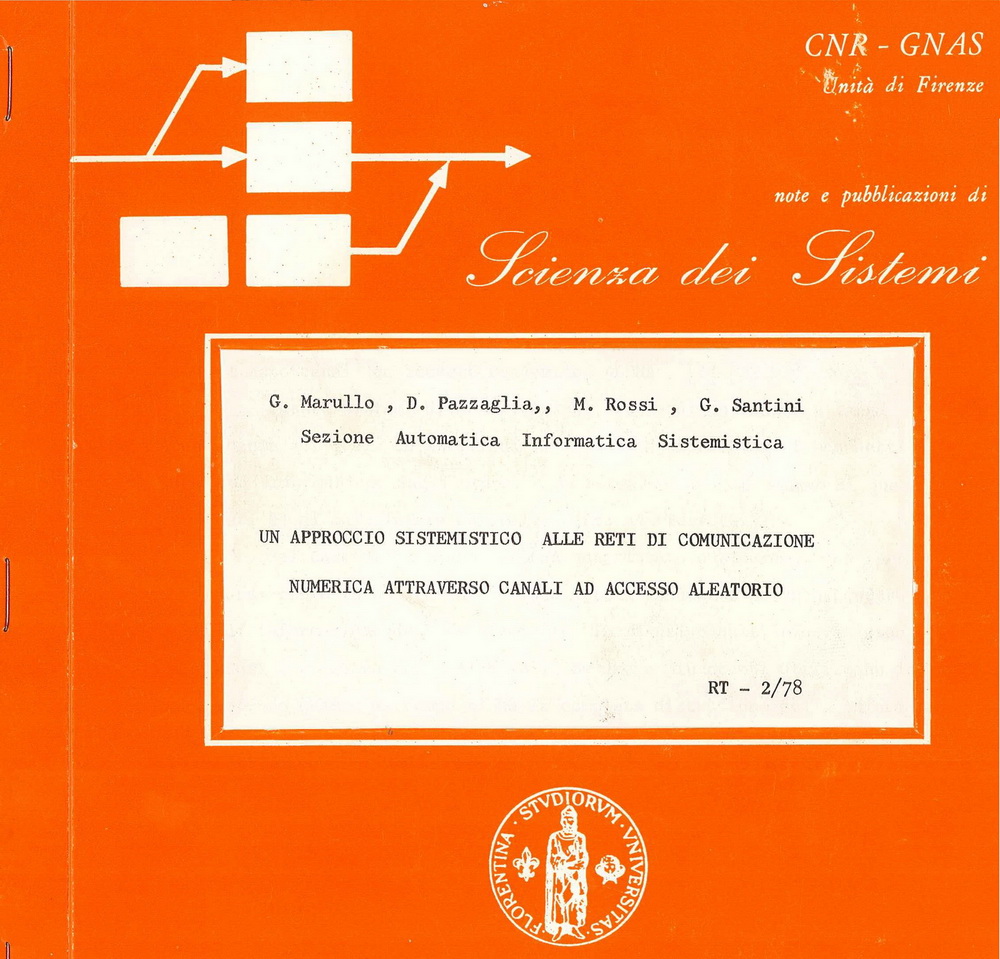 CNR - GNAS
Unità di Firenze
note e pubblicazioni di
Scienza dei Sistemi
G. Marullo , D. Pazzaglia,, M. Rossi , G. Santini
Sezione Automatica Informatica Sistemistica
UN APPROCCIO SISTEMISTICO ALLE RETI DI COMUNICAZIONE
NUMERICA ATTRAVERSO CANALI AD ACCESSO ALEATORIO
RT - 2/78
FLORENTINA · STVDIORVM · VNIVERSITAS ·